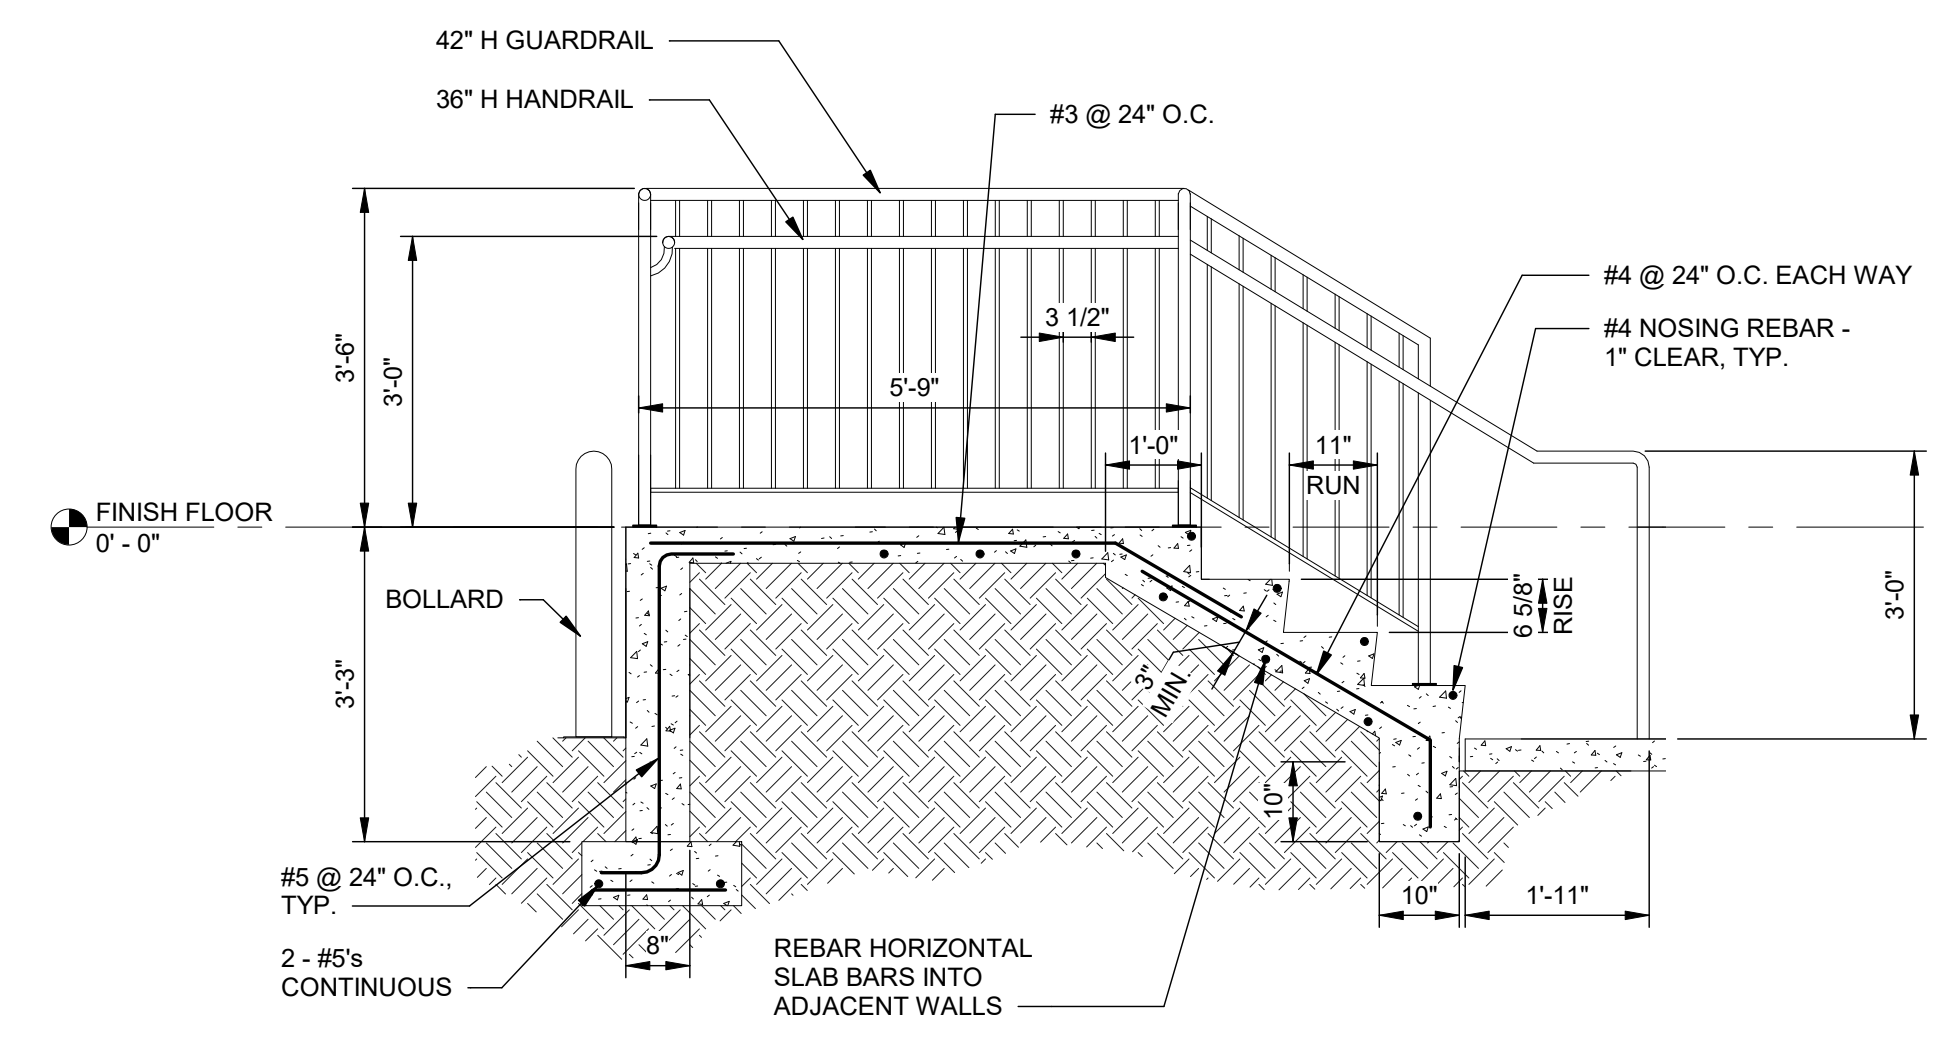 42" H GUARDRAIL
36" H HANDRAIL
#3 @ 24" O.C.
#4 @ 24" O.C. EACH WAY
#4 NOSING REBAR -
1" CLEAR, TYP.
3 1/2"
5'-9"
3'-6"
3'-0"
1'-0"
11"
RUN
FINISH FLOOR
0' - 0"
BOLLARD
6 5/8"
RISE
3'-0"
3'-3"
3"
MIN.
10"
#5 @ 24" O.C.,
TYP.
10"
1'-11"
8"
2 - #5's
CONTINUOUS
REBAR HORIZONTAL
SLAB BARS INTO
ADJACENT WALLS